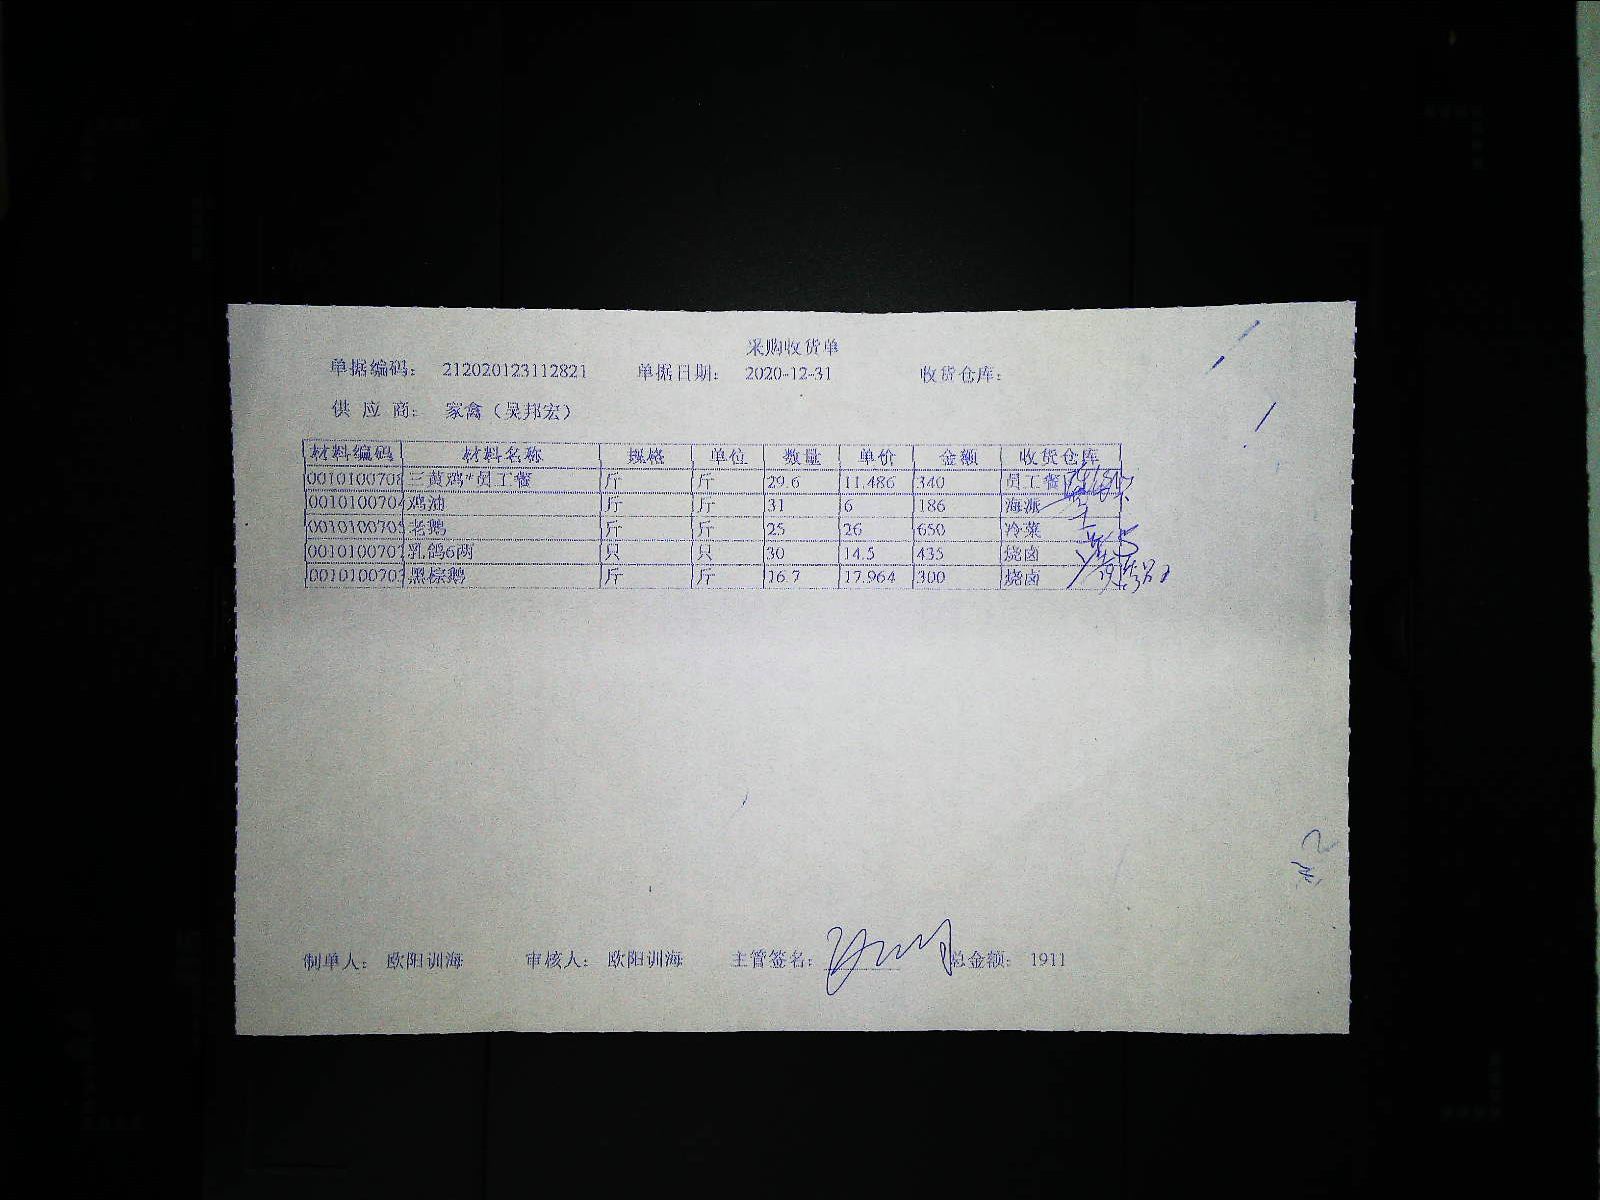 采购收货单
单据编码： 212020123112821 单据日期： 2020-12-31 收货仓库：
供 应 商： 家禽（吴邦宏）
材料编码 材料名称 规格 单位 数量 单价 金额 收货仓库
001010070 三黄鸡*员工餐 斤 斤 29.6 11.486 340 员工餐
001010070 鸡油 斤 斤 31 6 186 海派
001010070 老鹅 斤 斤 25 26 650 冷菜
001010070 乳鸽6两 只 只 30 14.5 435 烧卤
001010070 黑棕鹅 斤 斤 16.7 17.964 300 烧卤
制单人： 欧阳训海 审核人： 欧阳训海 主管签名： 总金额： 1911